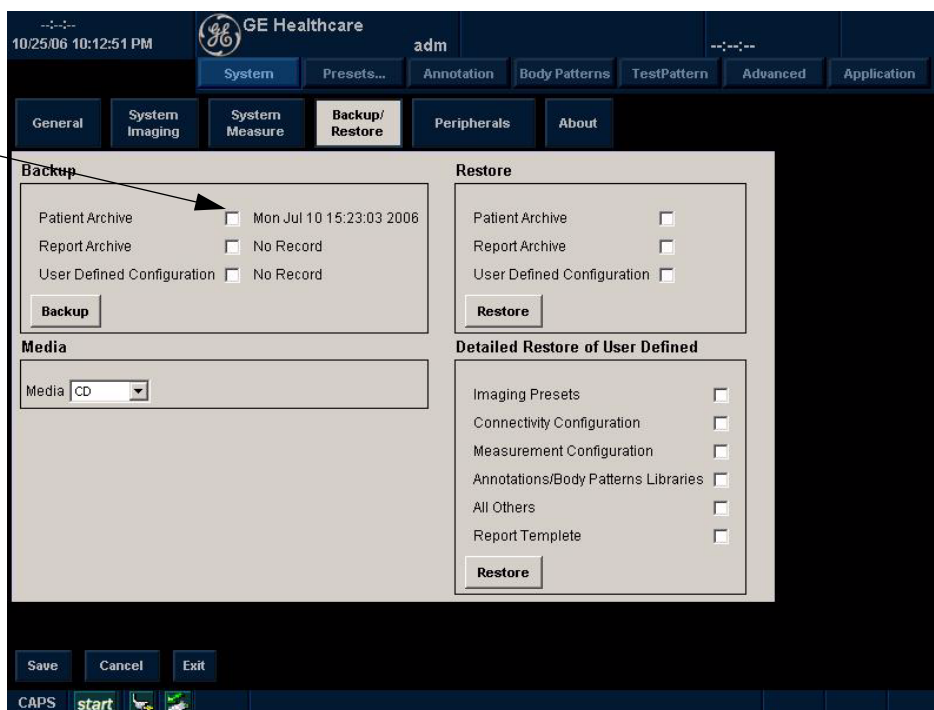 --:--:--
10/25/06 10:12:51 PM
GE Healthcare
adm
--:--:--
System Presets... Annotation Body Patterns TestPattern Advanced Application
General System Imaging System Measure Backup/ Restore Peripherals About
Backup
Patient Archive Mon Jul 10 15:23:03 2006
Report Archive No Record
User Defined Configuration No Record
Backup
Media
Media CD
Restore
Patient Archive
Report Archive
User Defined Configuration
Restore
Detailed Restore of User Defined
Imaging Presets
Connectivity Configuration
Measurement Configuration
Annotations/Body Patterns Libraries
All Others
Report Templete
Restore
Save Cancel Exit
CAPS start